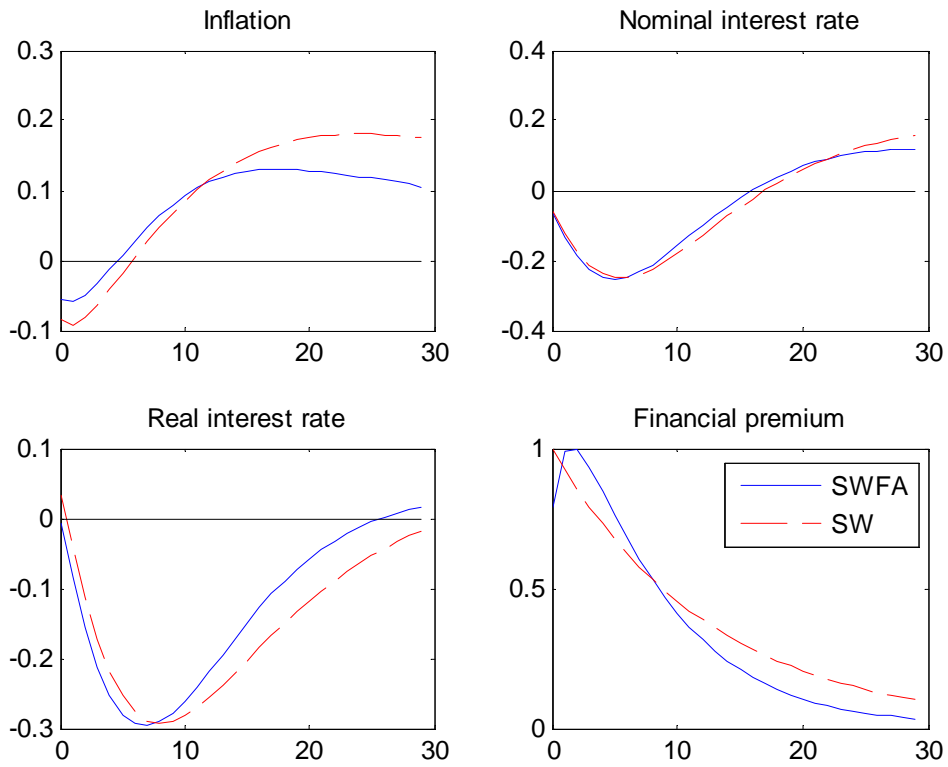 Inflation
0.3
0.2
0.1
0
-0.1
0 10 20 30
Nominal interest rate
0.4
0.2
0
-0.2
-0.4
0 10 20 30
Real interest rate
0.1
0
-0.1
-0.2
-0.3
0 10 20 30
Financial premium
1
0.5
0
0 10 20 30
SWFA
SW